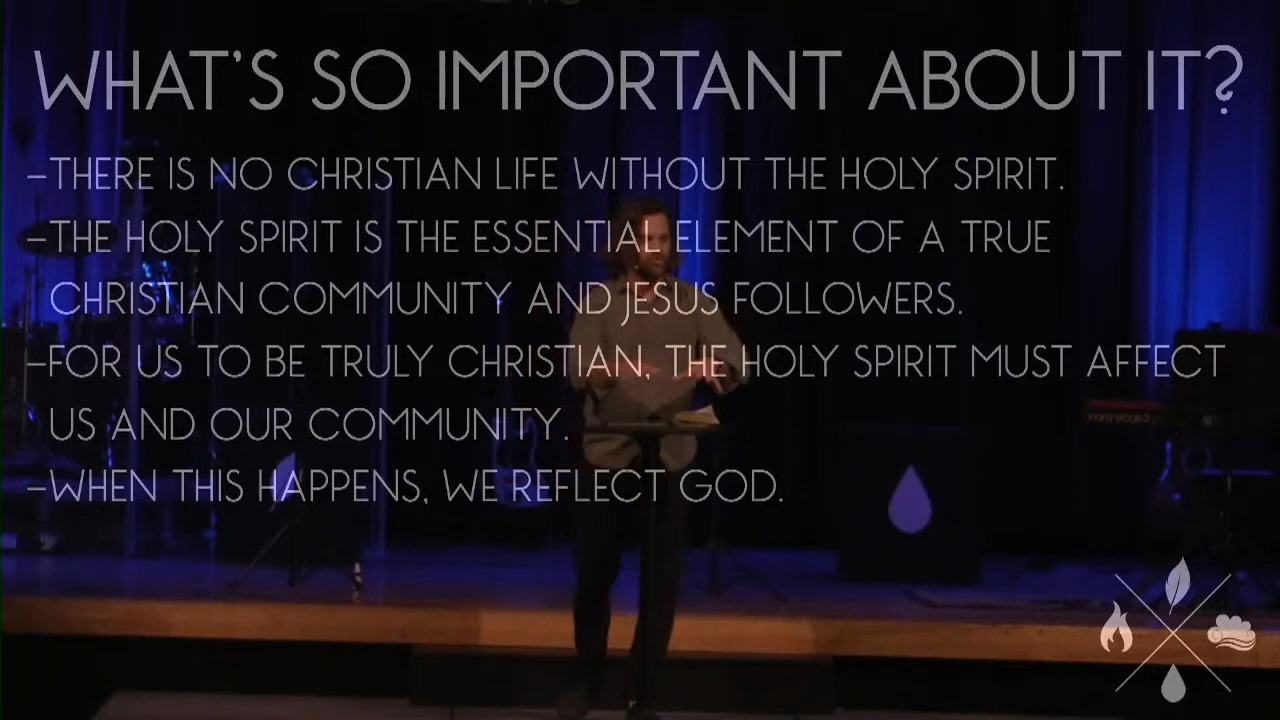 WHAT'S SO IMPORTANT ABOUT IT?
-THERE IS NO CHRISTIAN LIFE WITHOUT THE HOLY SPIRIT.
-THE HOLY SPIRIT IS THE ESSENTIAL ELEMENT OF A TRUE
CHRISTIAN COMMUNITY AND JESUS FOLLOWERS.
-FOR US TO BE TRULY CHRISTIAN, THE HOLY SPIRIT MUST AFFECT
US AND OUR COMMUNITY.
-WHEN THIS HAPPENS, WE REFLECT GOD.